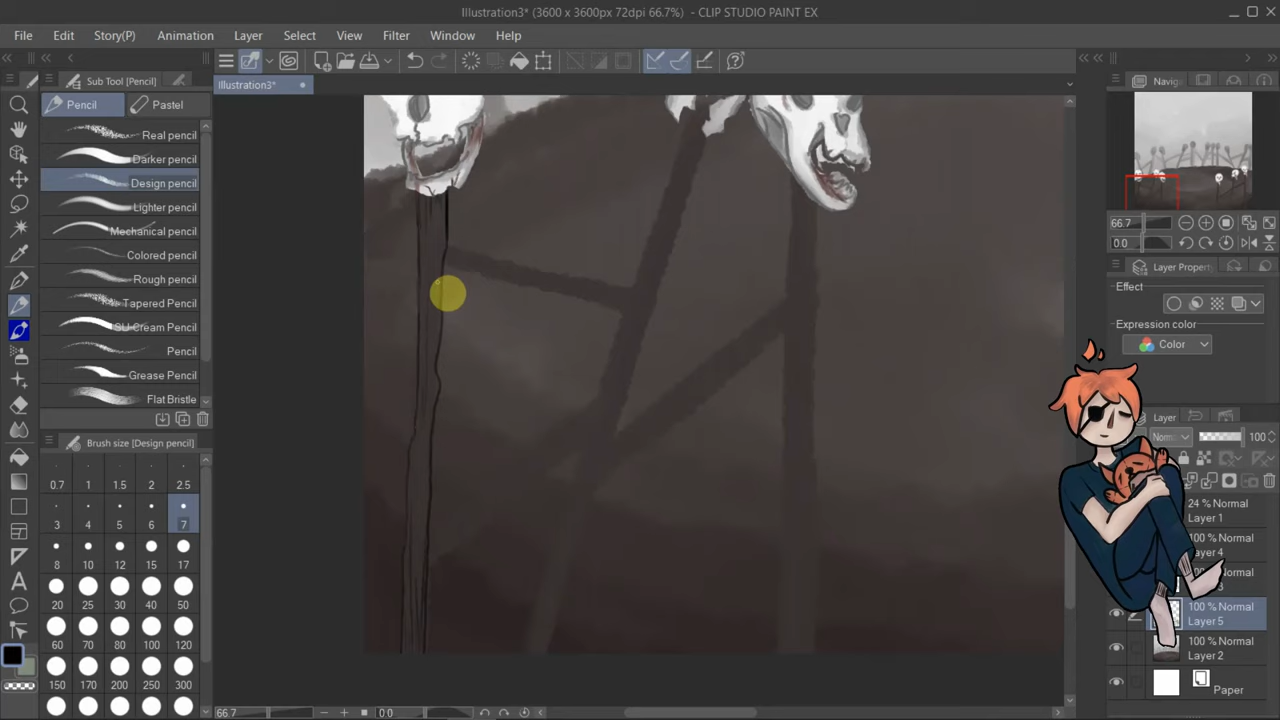 Illustration3* (3600 x 3600px 72dpi 66.7%) - CLIP STUDIO PAINT EX
File Edit Story(P) Animation Layer Select View Filter Window Help
Sub Tool [Pencil]
Illustration3*
Naviga
Pencil Pastel
Real pencil
Darker pencil
Design pencil
Lighter pencil
Mechanical pencil
Colored pencil
Rough pencil
Tapered Pencil
SU-Cream Pencil
Pencil
Grease Pencil
Flat Bristle
Brush size [Design pencil]
0.7 1 1.5 2 2.5
3 4 5 6 7
8 10 12 15 17
20 25 30 40 50
60 70 80 100 120
150 170 200 250 300
66.7
0.0
Layer Property
Effect
Expression color
Color
Layer
Norm 100
24 % Normal
Layer 1
100 % Normal
Layer 4
100 % Normal
Layer 5
100 % Normal
Layer 2
Paper
66.7 0.0